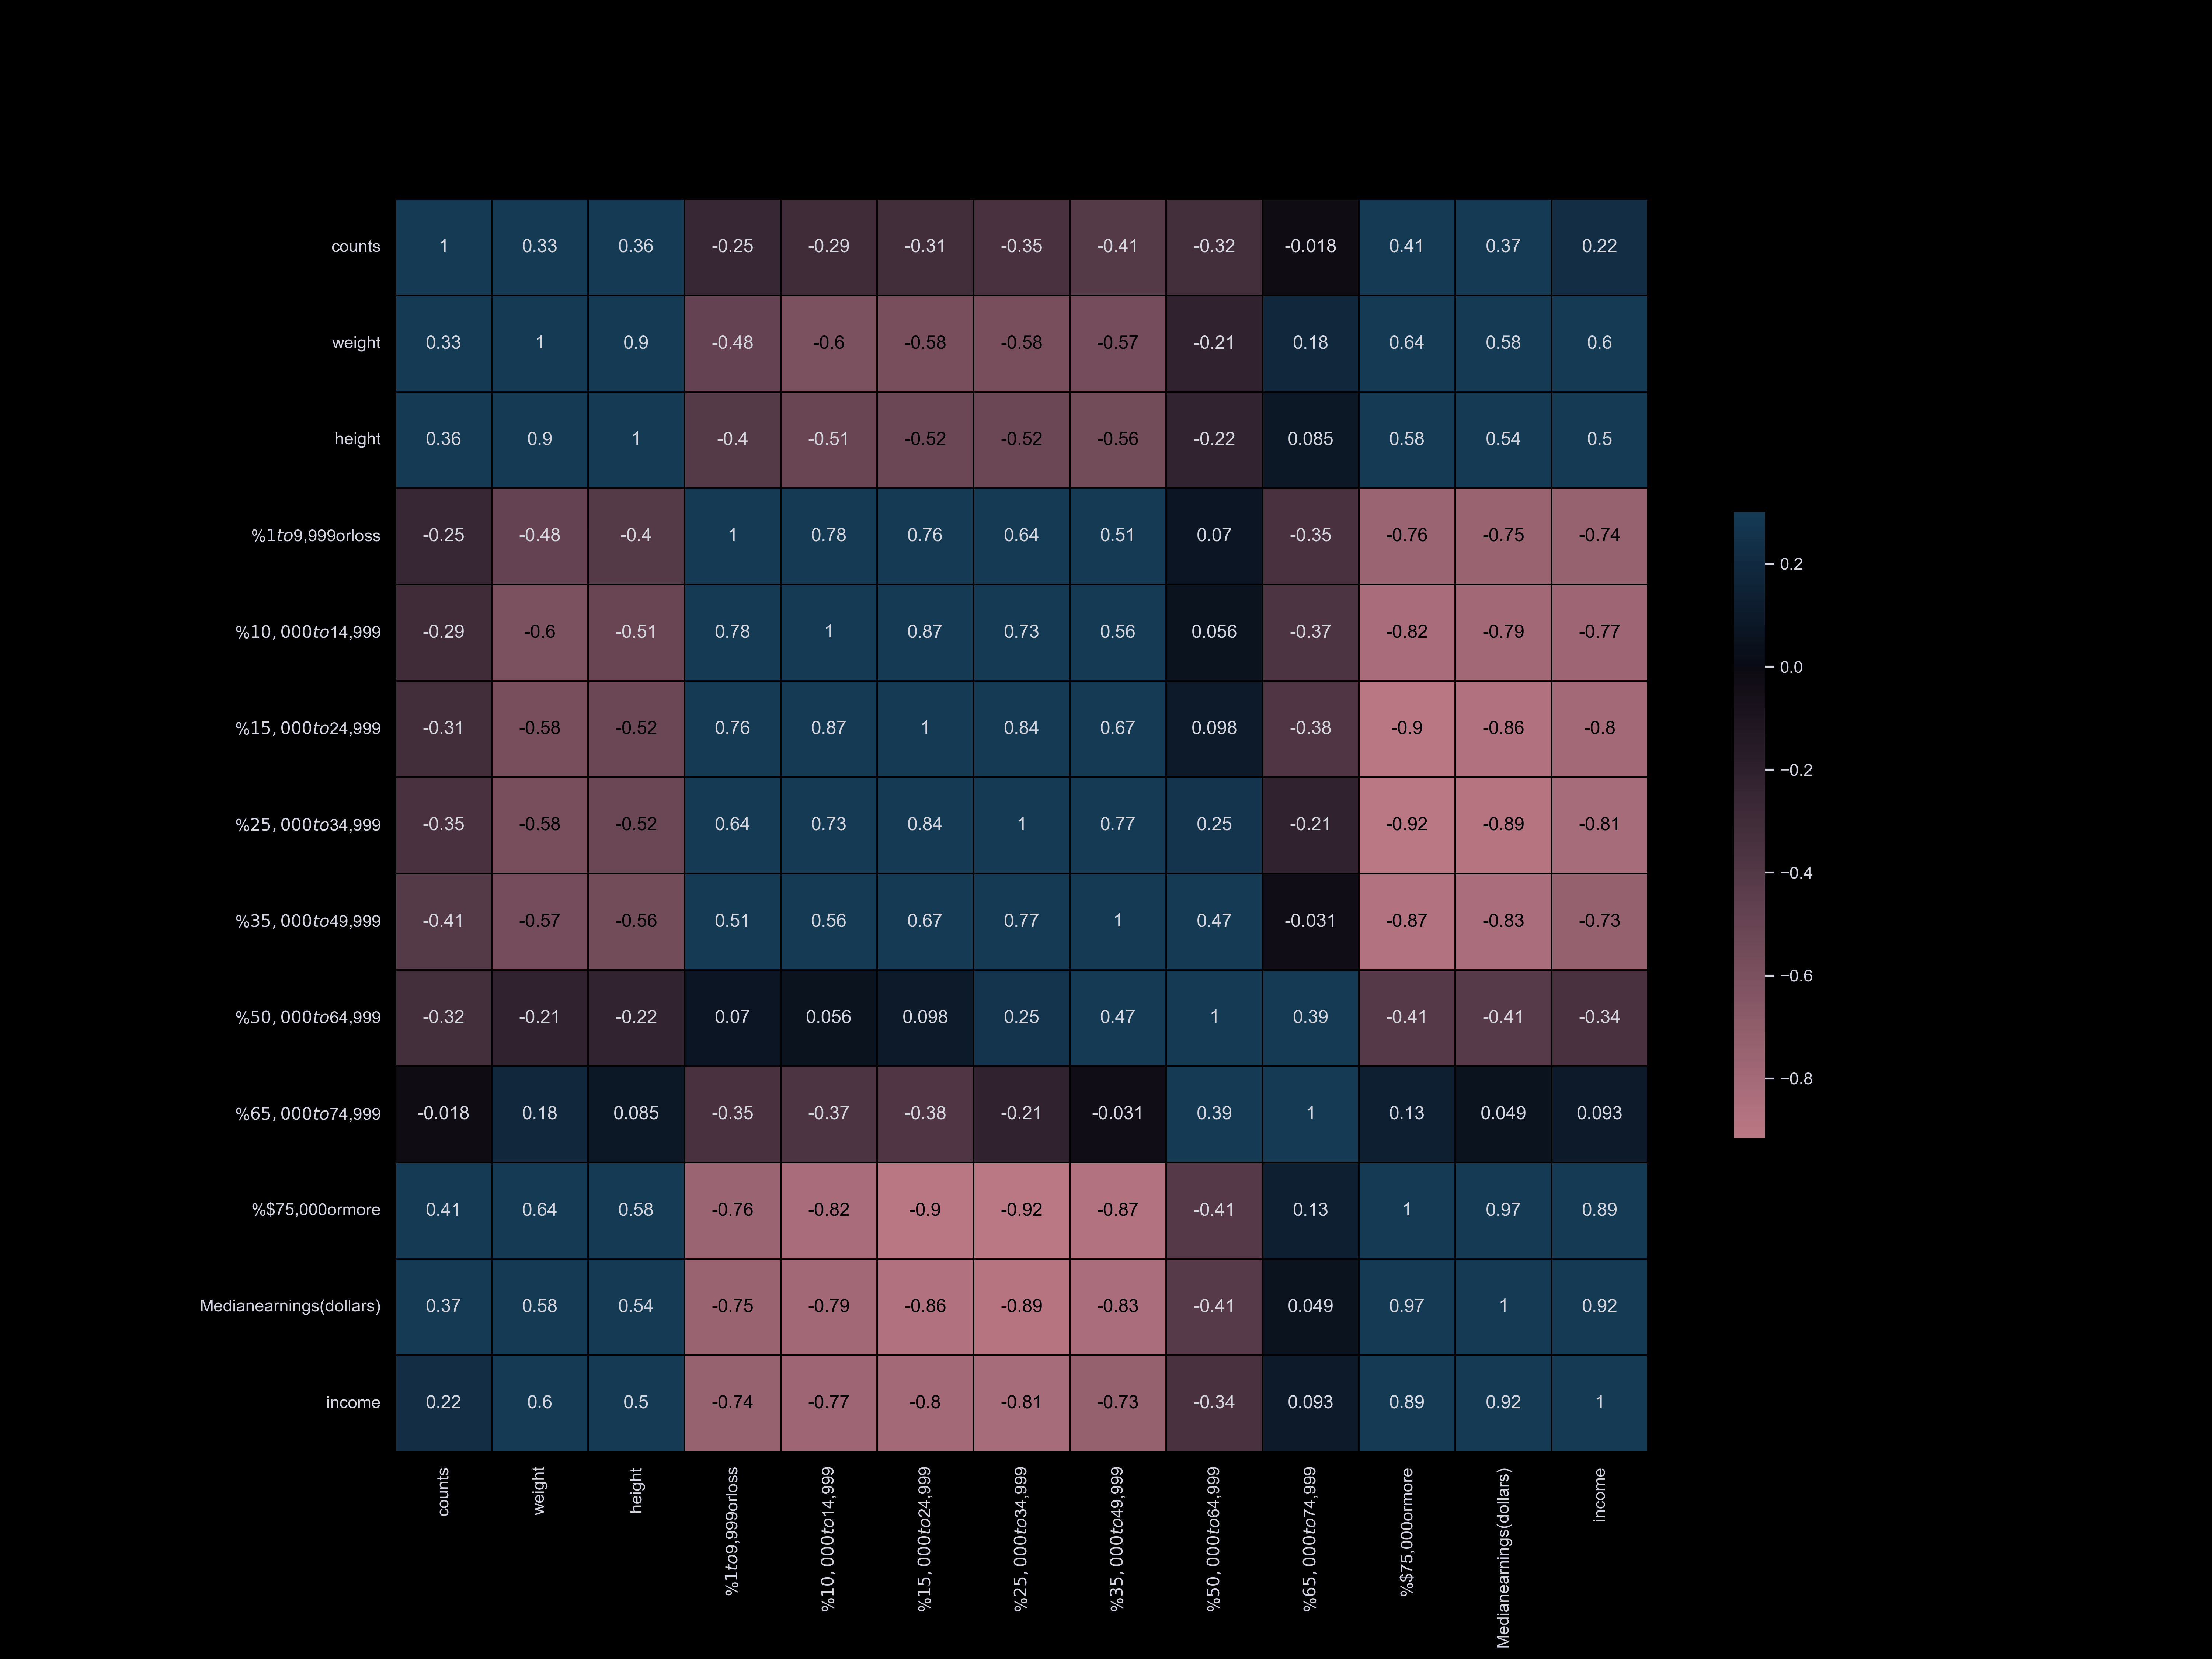 counts 1 0.33 0.36 -0.25 -0.29 -0.31 -0.35 -0.41 -0.32 -0.018 0.41 0.37 0.22
weight 0.33 1 0.9 -0.48 -0.6 -0.58 -0.58 -0.57 -0.21 0.18 0.64 0.58 0.6
height 0.36 0.9 1 -0.4 -0.51 -0.52 -0.52 -0.56 -0.22 0.085 0.58 0.54 0.5
%1to9,999orloss -0.25 -0.48 -0.4 1 0.78 0.76 0.64 0.51 0.07 -0.35 -0.76 -0.75 -0.74
%10,000to14,999 -0.29 -0.6 -0.51 0.78 1 0.87 0.73 0.56 0.056 -0.37 -0.82 -0.79 -0.77
%15,000to24,999 -0.31 -0.58 -0.52 0.76 0.87 1 0.84 0.67 0.098 -0.38 -0.9 -0.86 -0.8
%25,000to34,999 -0.35 -0.58 -0.52 0.64 0.73 0.84 1 0.77 0.25 -0.21 -0.92 -0.89 -0.81
%35,000to49,999 -0.41 -0.57 -0.56 0.51 0.56 0.67 0.77 1 0.47 -0.031 -0.87 -0.83 -0.73
%50,000to64,999 -0.32 -0.21 -0.22 0.07 0.056 0.098 0.25 0.47 1 0.39 -0.41 -0.41 -0.34
%65,000to74,999 -0.018 0.18 0.085 -0.35 -0.37 -0.38 -0.21 -0.031 0.39 1 0.13 0.049 0.093
%$75,000ormore 0.41 0.64 0.58 -0.76 -0.82 -0.9 -0.92 -0.87 -0.41 0.13 1 0.97 0.89
Medianearnings(dollars) 0.37 0.58 0.54 -0.75 -0.79 -0.86 -0.89 -0.83 -0.41 0.049 0.97 1 0.92
income 0.22 0.6 0.5 -0.74 -0.77 -0.8 -0.81 -0.73 -0.34 0.093 0.89 0.92 1
counts
weight
height
%1to9,999orloss
%10,000to14,999
%15,000to24,999
%25,000to34,999
%35,000to49,999
%50,000to64,999
%65,000to74,999
%$75,000ormore
Medianearnings(dollars)
income
0.2
0.0
−0.2
−0.4
−0.6
−0.8